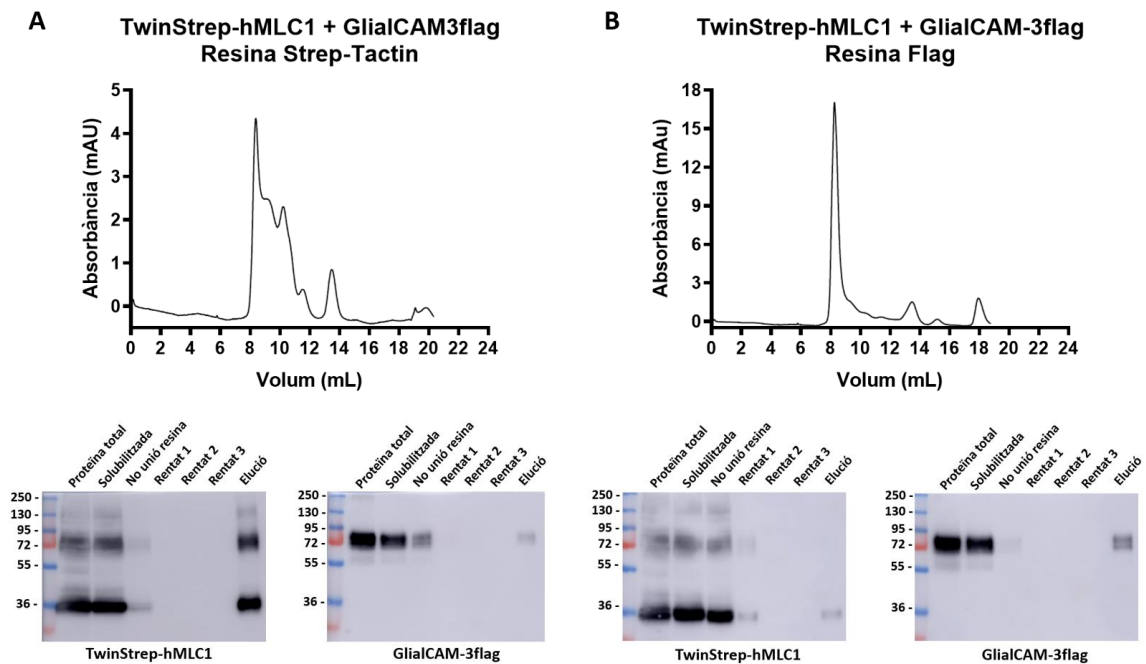 A
TwinStrep-hMLC1 + GlialCAM3flag
Resina Strep-Tactin
Absorbància (mAU)
5
4
3
2
1
0
0 2 4 6 8 10 12 14 16 18 20 22 24
Volum (mL)
B
TwinStrep-hMLC1 + GlialCAM-3flag
Resina Flag
Absorbància (mAu)
18
15
12
9
6
3
0
0 2 4 6 8 10 12 14 16 18 20 22 24
Volum (mL)
Proteïna total
Solubilitzada
No unió resina
Rentat 1
Rentat 2
Rentat 3
Elució
250 -
130 -
95 -
72 -
55 -
36 -
TwinStrep-hMLC1
Proteïna total
Solubilitzada
No unió resina
Rentat 1
Rentat 2
Rentat 3
Elució
250 -
130 -
95 -
72 -
55 -
36 -
GlialCAM-3flag
Proteïna total
Solubilitzada
No unió resina
Rentat 1
Rentat 2
Rentat 3
Elució
250 -
130 -
95 -
72 -
55 -
36 -
TwinStrep-hMLC1
Proteïna total
Solubilitzada
No unió resina
Rentat 1
Rentat 2
Rentat 3
Elució
250 -
130 -
95 -
72 -
55 -
36 -
GlialCAM-3flag